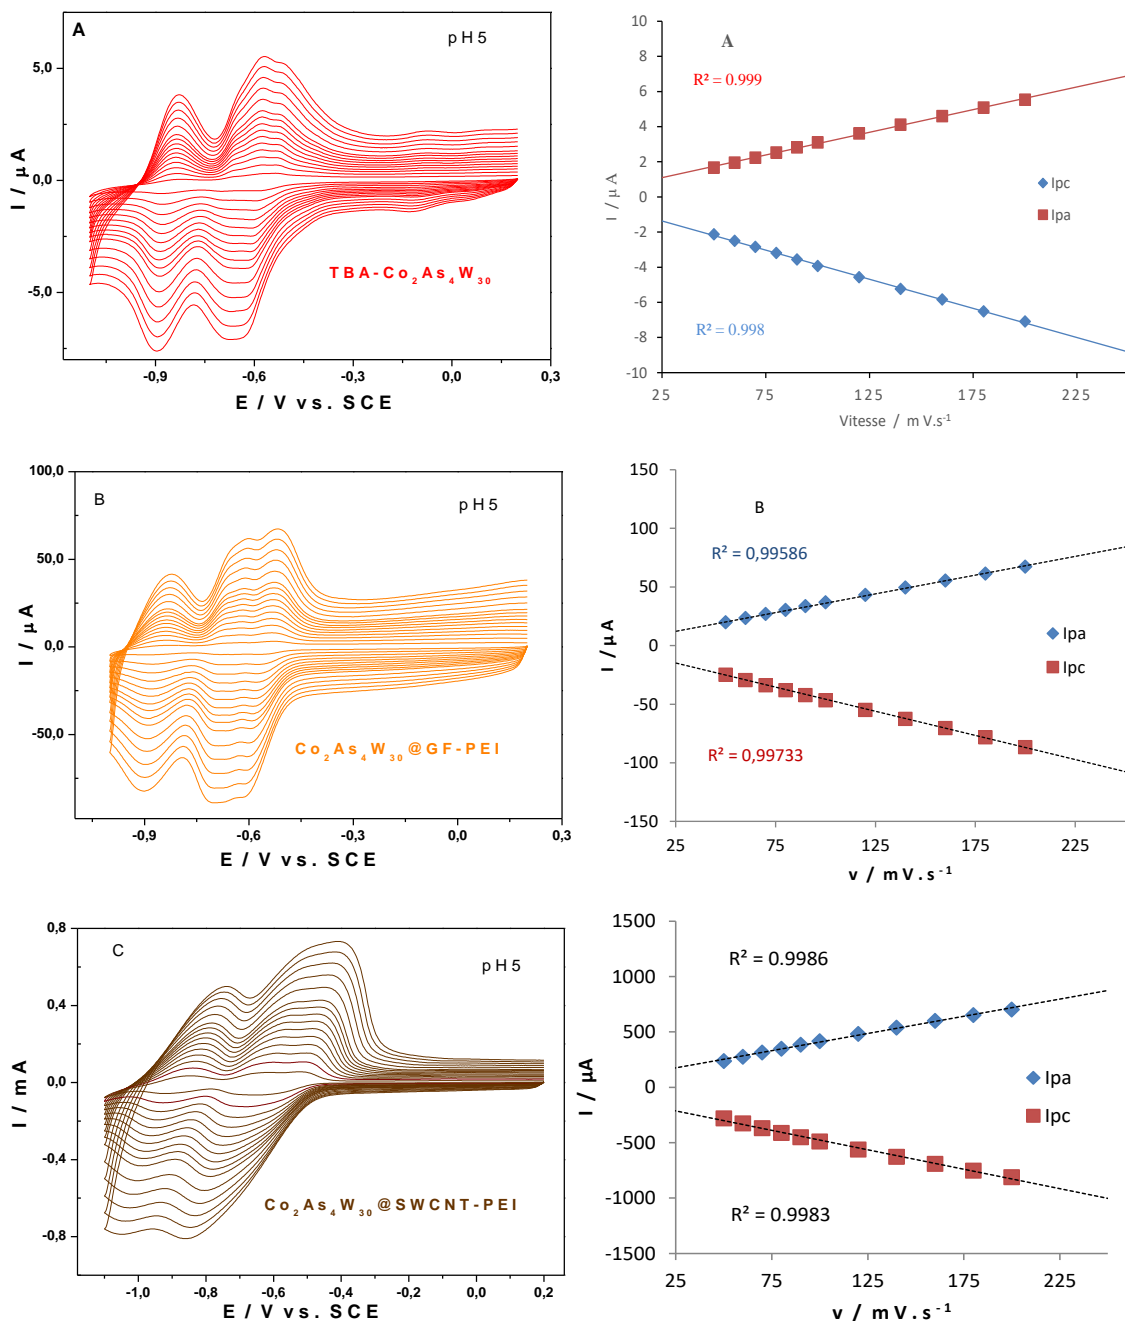 A
pH5
5,0
0,0
-5,0
I / µA
TBA-Co₂As₄W₃₀
-0,9
-0,6
-0,3
0,0
0,3
E / V vs. SCE
A
R² = 0.999
10
8
6
4
2
0
-2
-4
-6
-8
-10
I / µA
Ipc
Ipa
R² = 0.998
25
75
125
175
225
Vitesse / mV.s⁻¹
B
pH5
100,0
50,0
0,0
-50,0
I / µA
Co₂As₄W₃₀@GF-PEI
-0,9
-0,6
-0,3
0,0
0,3
E / V vs. SCE
B
R² = 0,99586
150
100
50
0
-50
-100
-150
I / µA
Ipa
Ipc
R² = 0,99733
25
75
125
175
225
v / mV.s⁻¹
C
pH5
0,8
0,4
0,0
-0,4
-0,8
I / mA
Co₂As₄W₃₀@SWCNT-PEI
-1,0
-0,8
-0,6
-0,4
-0,2
0,0
0,2
E / V vs. SCE
R² = 0.9986
1500
1000
500
0
-500
-1000
-1500
I / µA
Ipa
Ipc
R² = 0.9983
25
75
125
175
225
v / mV.s⁻¹